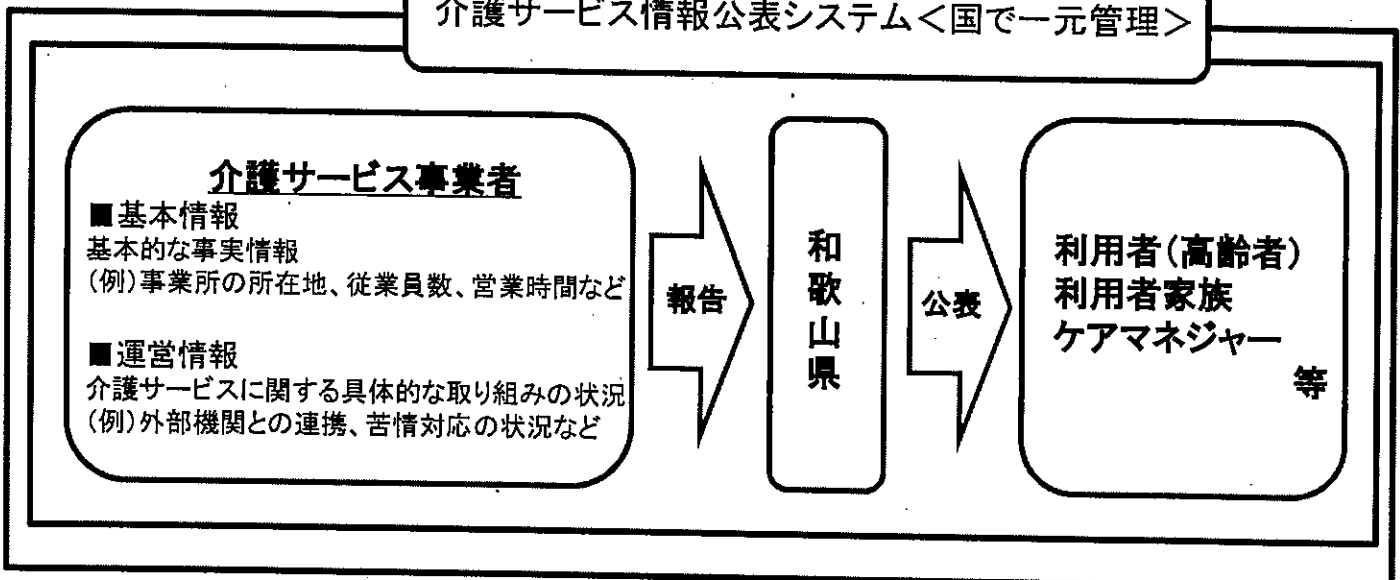 介護サービス情報公表システム<国で一元管理>
介護サービス事業者
■基本情報
基本的な事実情報
(例)事業所の所在地、従業員数、営業時間など
■運営情報
介護サービスに関する具体的な取り組みの状況
(例)外部機関との連携、苦情対応の状況など
報告
和歌山県
公表
利用者(高齢者)
利用者家族
ケアマネジャー
等